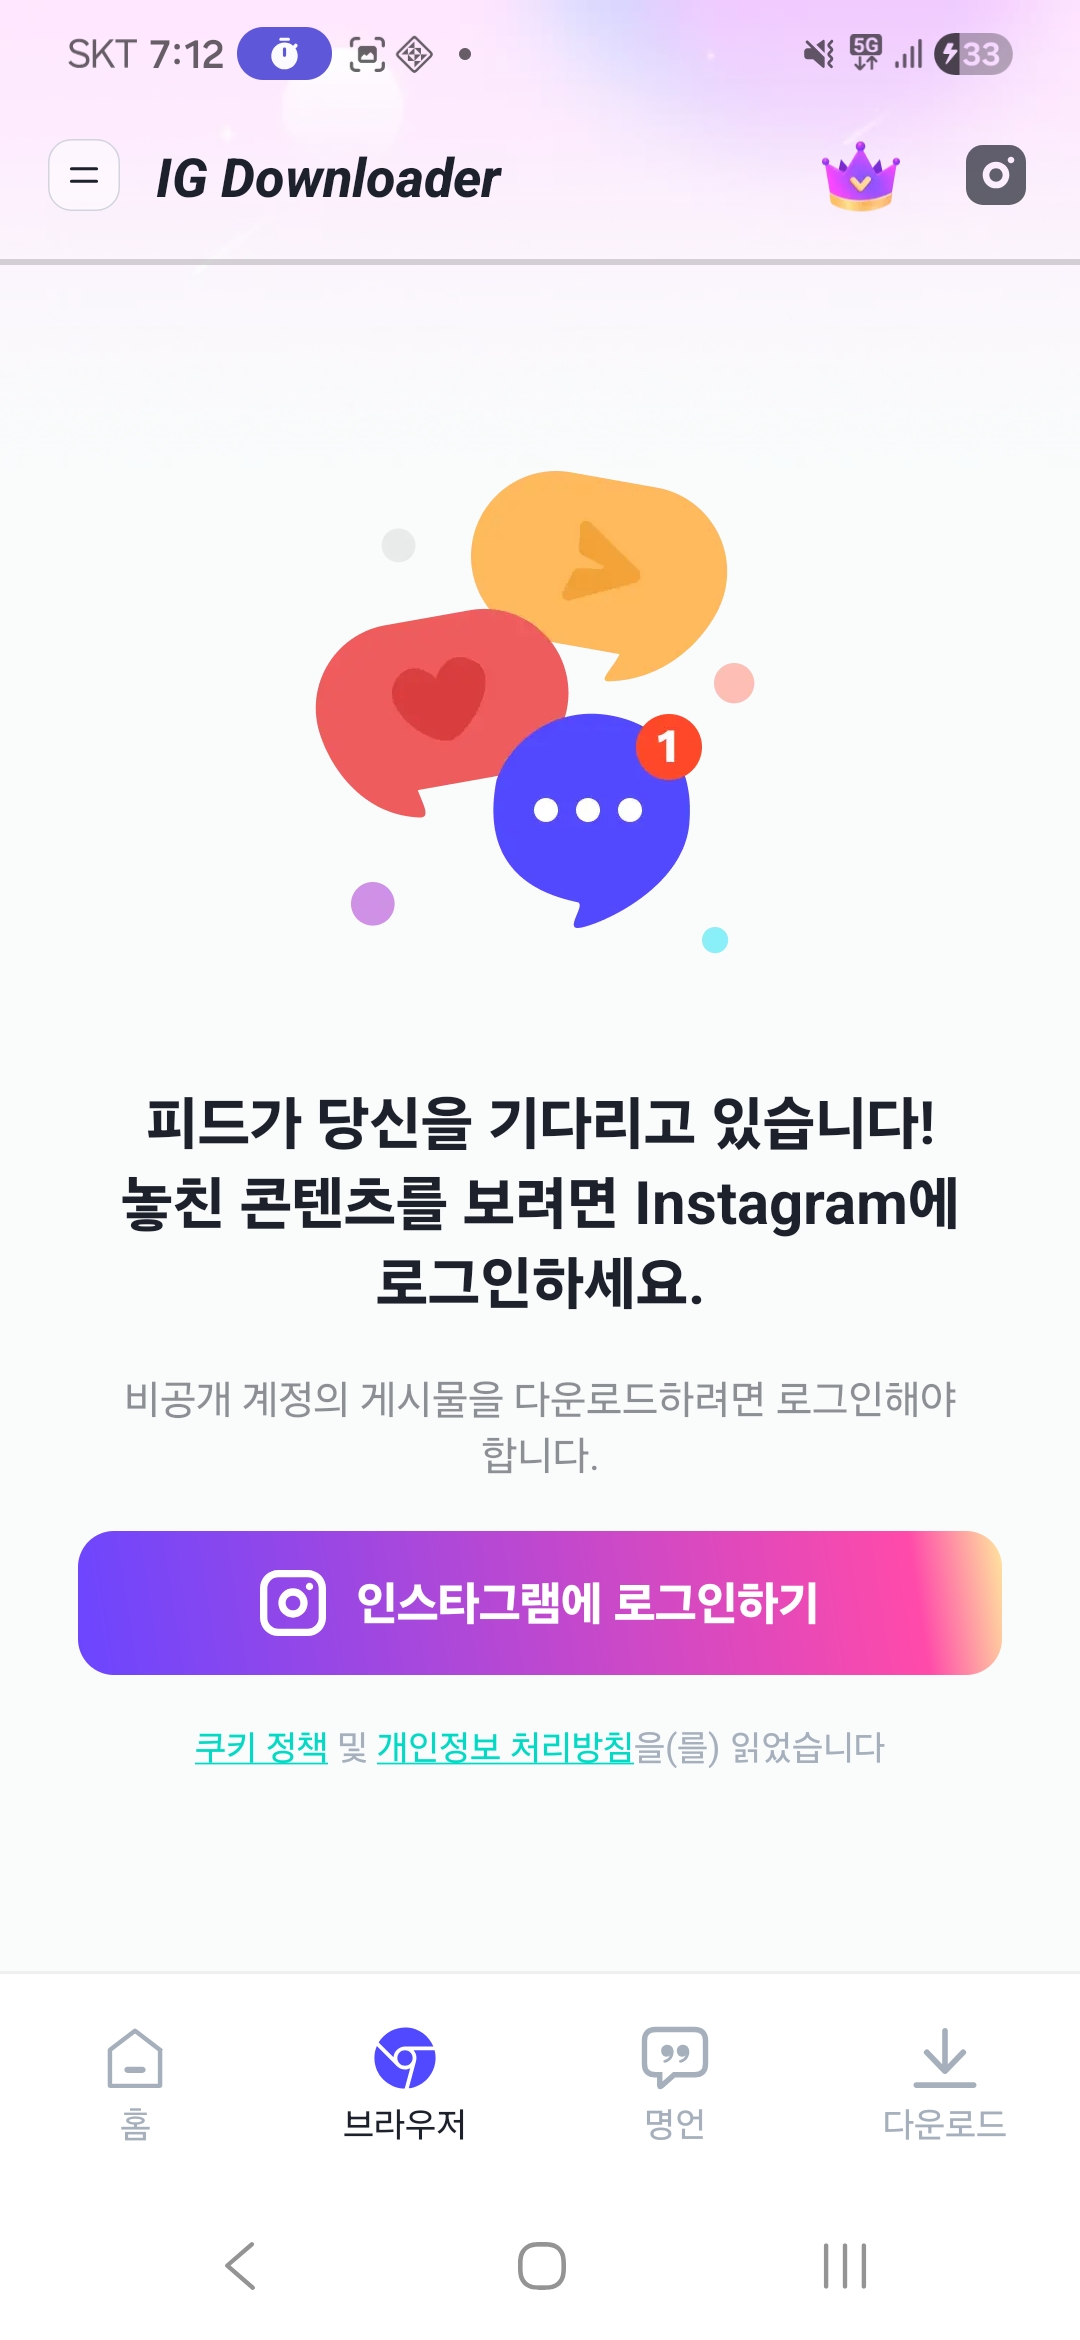 SKT 7:12
5G
33
IG Downloader
1
피드가 당신을 기다리고 있습니다!
놓친 콘텐츠를 보려면 Instagram에
로그인하세요.
비공개 계정의 게시물을 다운로드하려면 로그인해야
합니다.
인스타그램에 로그인하기
쿠키 정책 및 개인정보 처리방침을(를) 읽었습니다
홈
브라우저
명언
다운로드